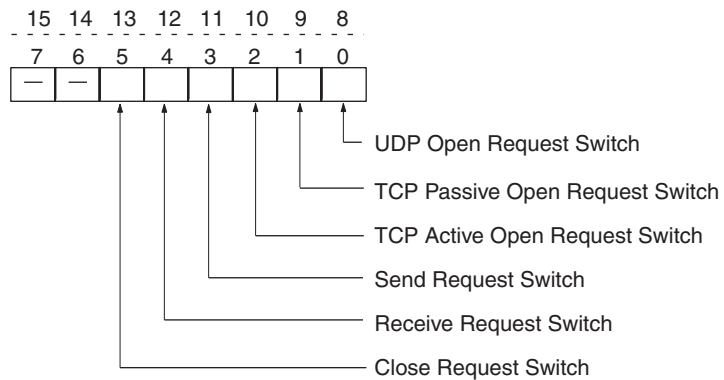 15 14 13 12 11 10 9 8
7 6 5 4 3 2 1 0
— —
UDP Open Request Switch
TCP Passive Open Request Switch
TCP Active Open Request Switch
Send Request Switch
Receive Request Switch
Close Request Switch